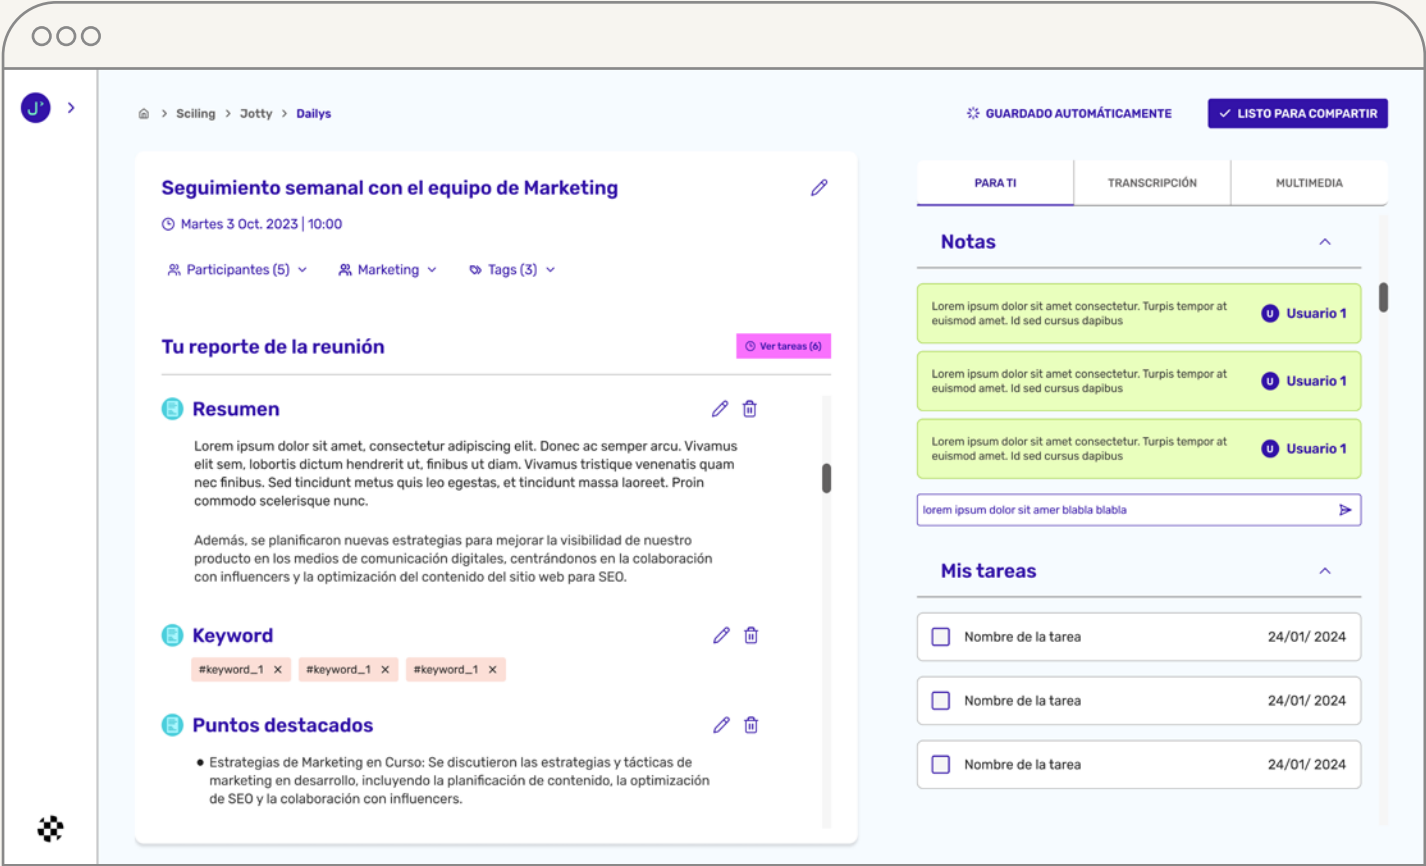 J'
Sciling > Jotty > Dailys
GUARDADO AUTOMÁTICAMENTE
LISTO PARA COMPARTIR
Seguimiento semanal con el equipo de Marketing
Martes 3 Oct. 2023 | 10:00
Participantes (5)
Marketing
Tags (3)
Tu reporte de la reunión
Ver tareas (6)
Resumen
Lorem ipsum dolor sit amet, consectetur adipiscing elit. Donec ac semper arcu. Vivamus
elit sem, lobortis dictum hendrerit ut, finibus ut diam. Vivamus tristique venenatis quam
nec finibus. Sed tincidunt metus quis leo egestas, et tincidunt massa laoreet. Proin
commodo scelerisque nunc.
Además, se planificaron nuevas estrategias para mejorar la visibilidad de nuestro
producto en los medios de comunicación digitales, centrándonos en la colaboración
con influencers y la optimización del contenido del sitio web para SEO.
Keyword
#keyword_1
#keyword_1
#keyword_1
Puntos destacados
• Estrategias de Marketing en Curso: Se discutieron las estrategias y tácticas de
marketing en desarrollo, incluyendo la planificación de contenido, la optimización
de SEO y la colaboración con influencers.
PARA TI
TRANSCRIPCIÓN
MULTIMEDIA
Notas
Lorem ipsum dolor sit amet consectetur. Turpis tempor at
euismod amet. Id sed cursus dapibus
U Usuario 1
Lorem ipsum dolor sit amet consectetur. Turpis tempor at
euismod amet. Id sed cursus dapibus
U Usuario 1
Lorem ipsum dolor sit amet consectetur. Turpis tempor at
euismod amet. Id sed cursus dapibus
U Usuario 1
lorem ipsum dolor sit amer blabla blabla
Mis tareas
Nombre de la tarea 24/01/ 2024
Nombre de la tarea 24/01/ 2024
Nombre de la tarea 24/01/ 2024